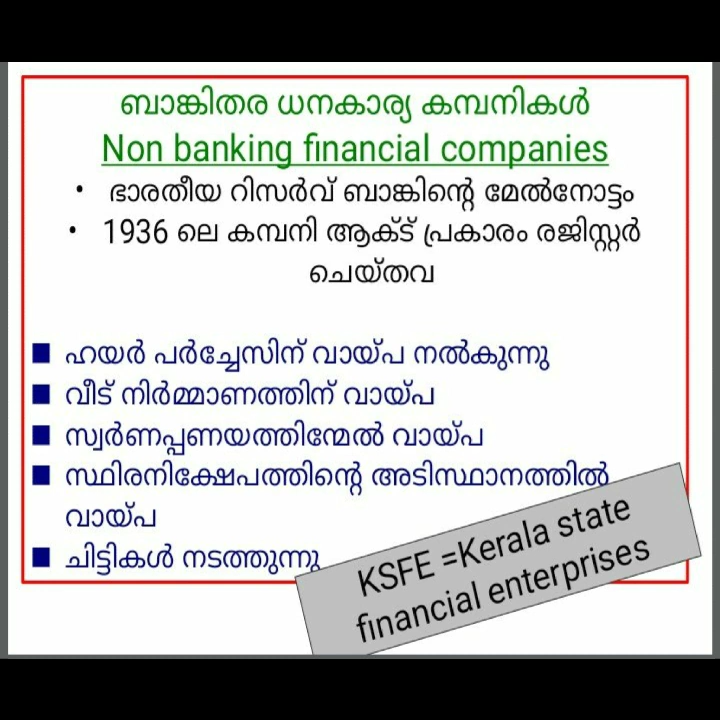 ബാങ്കിതര ധനകാര്യ കമ്പനികൾ
Non banking financial companies
• ഭാരതീയ റിസർവ് ബാങ്കിന്റെ മേൽനോട്ടം
• 1936 ലെ കമ്പനി ആക്ട് പ്രകാരം രജിസ്റ്റർ
ചെയ്തവ
■ ഹയർ പർച്ചേസിന് വായ്പ നൽകുന്നു
■ വീട് നിർമ്മാണത്തിന് വായ്പ
■ സ്വർണപ്പണയത്തിന്മേൽ വായ്പ
■ സ്ഥിരനിക്ഷേപത്തിന്റെ അടിസ്ഥാനത്തിൽ
വായ്പ
■ ചിട്ടികൾ നടത്തുന്നു
KSFE =Kerala state
financial enterprises